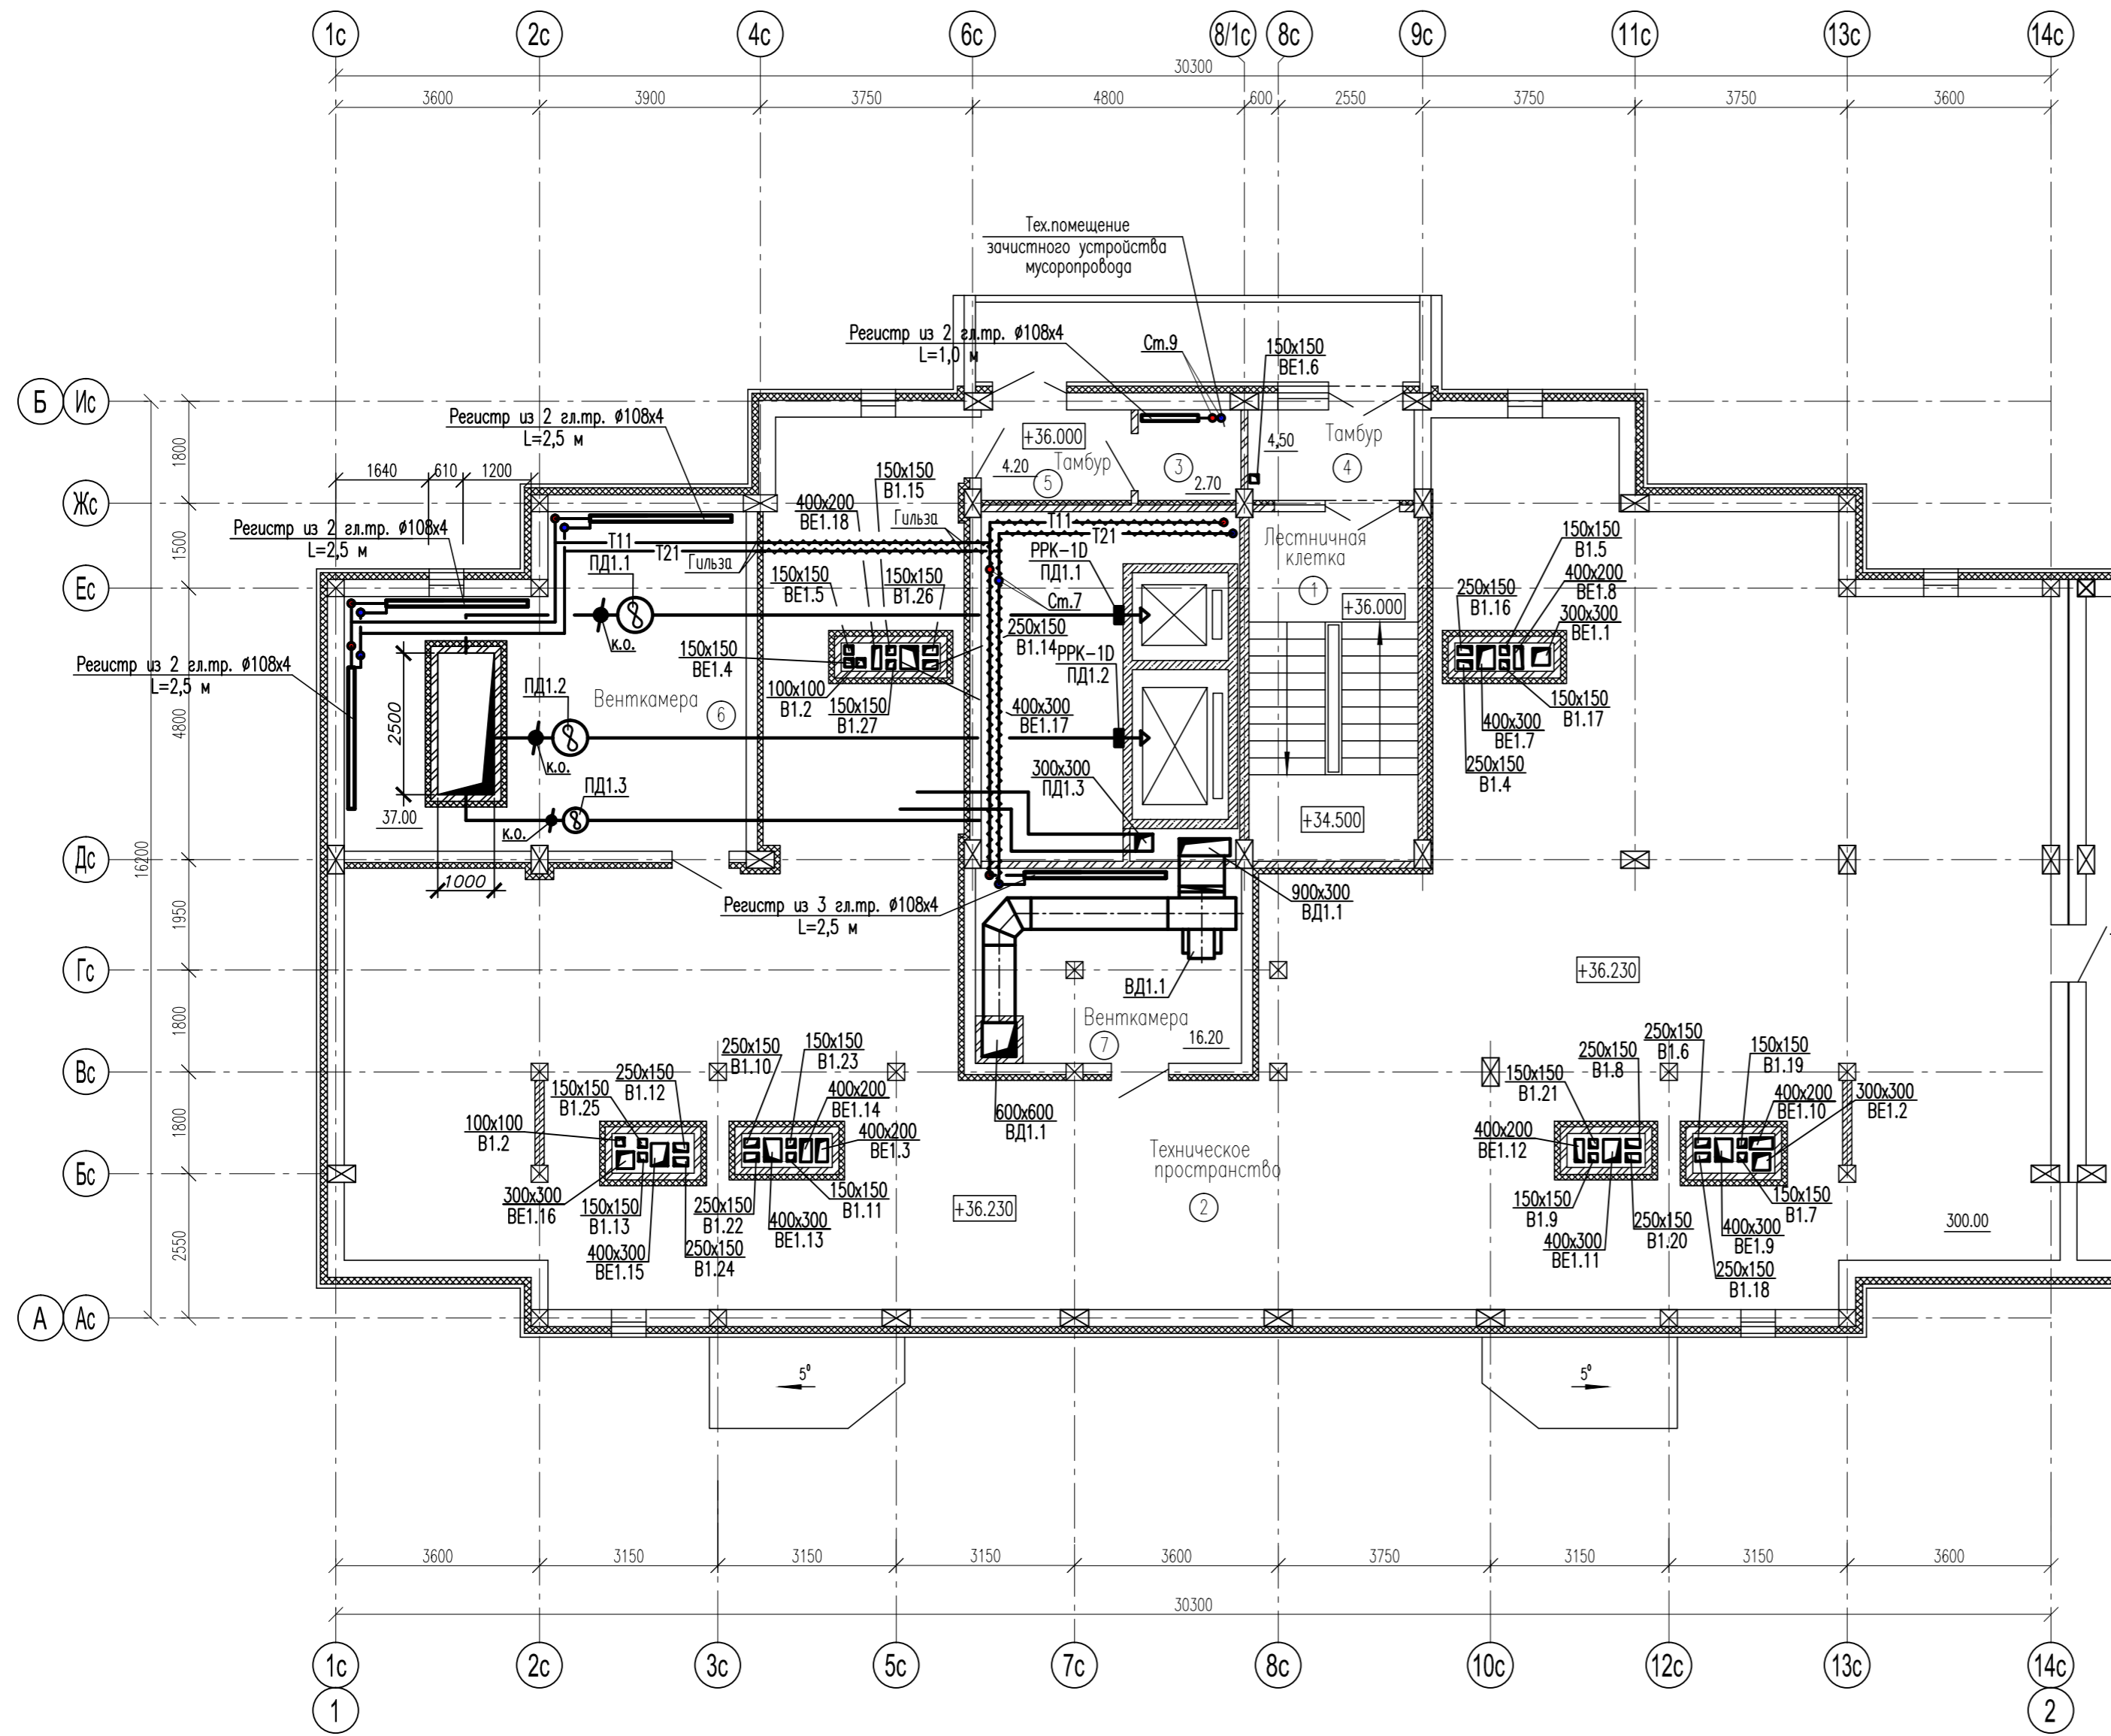 1с
2с
4с
6с
8/1с
8с
9с
11с
13с
14с
30300
3600
3900
3750
4800
600
2550
3750
3750
3600
Тех.помещение
зачистного устройства
мусоропровода
Регистр из 2 гл.тр. ø108х4
L=1,0 м
Ст.9
150х150
ВЕ1.6
Б
Ис
Регистр из 2 гл.тр. ø108х4
L=2,5 м
+36.000
4.20
Тамбур
5
3
2.70
4,50
Тамбур
4
1800
1640
610
1200
Жс
150х150
В1.15
400х200
ВЕ1.18
Гильза
Регистр из 2 гл.тр. ø108х4
L=2,5 м
Т11
Т21
Гильза
Т11
Т21
РРК-1D
ПД1.1
Лестничная
клетка
1
+36.000
150х150
В1.5
400х200
ВЕ1.8
300х300
ВЕ1.1
250х150
В1.16
1500
Ес
ПД1.1
к.о.
150х150
ВЕ1.5
150х150
В1.26
Ст.7
250х150
В1.14
РРК-1D
ПД1.2
150х150
ВЕ1.4
100х100
В1.2
150х150
В1.27
400х300
ВЕ1.17
150х150
В1.17
400х300
ВЕ1.7
250х150
В1.4
Регистр из 2 гл.тр. ø108х4
L=2,5 м
ПД1.2
к.о.
Венткамера
6
2500
4800
300х300
ПД1.3
ПД1.3
к.о.
37.00
+34.500
16200
Дс
1000
Регистр из 3 гл.тр. ø108х4
L=2,5 м
900х300
ВД1.1
1950
Гс
+36.230
ВД1.1
Венткамера
7
16.20
1800
Вс
250х150
В1.10
150х150
В1.23
250х150
В1.12
150х150
В1.25
400х200
ВЕ1.14
400х200
ВЕ1.3
100х100
В1.2
600х600
ВД1.1
250х150
В1.6
150х150
В1.19
250х150
В1.8
150х150
В1.21
400х200
ВЕ1.10
300х300
ВЕ1.2
400х200
ВЕ1.12
1800
Бс
Техническое
пространство
2
300х300
ВЕ1.16
150х150
В1.13
400х300
ВЕ1.15
250х150
В1.22
250х150
В1.24
400х300
ВЕ1.13
150х150
В1.11
+36.230
150х150
В1.9
400х300
ВЕ1.11
250х150
В1.20
150х150
В1.7
400х300
ВЕ1.9
250х150
В1.18
300.00
2550
А
Ас
5⁰
5⁰
3600
3150
3150
3150
3600
3750
3150
3150
3600
30300
1с
2с
3с
5с
7с
8с
10с
12с
13с
14с
1
2